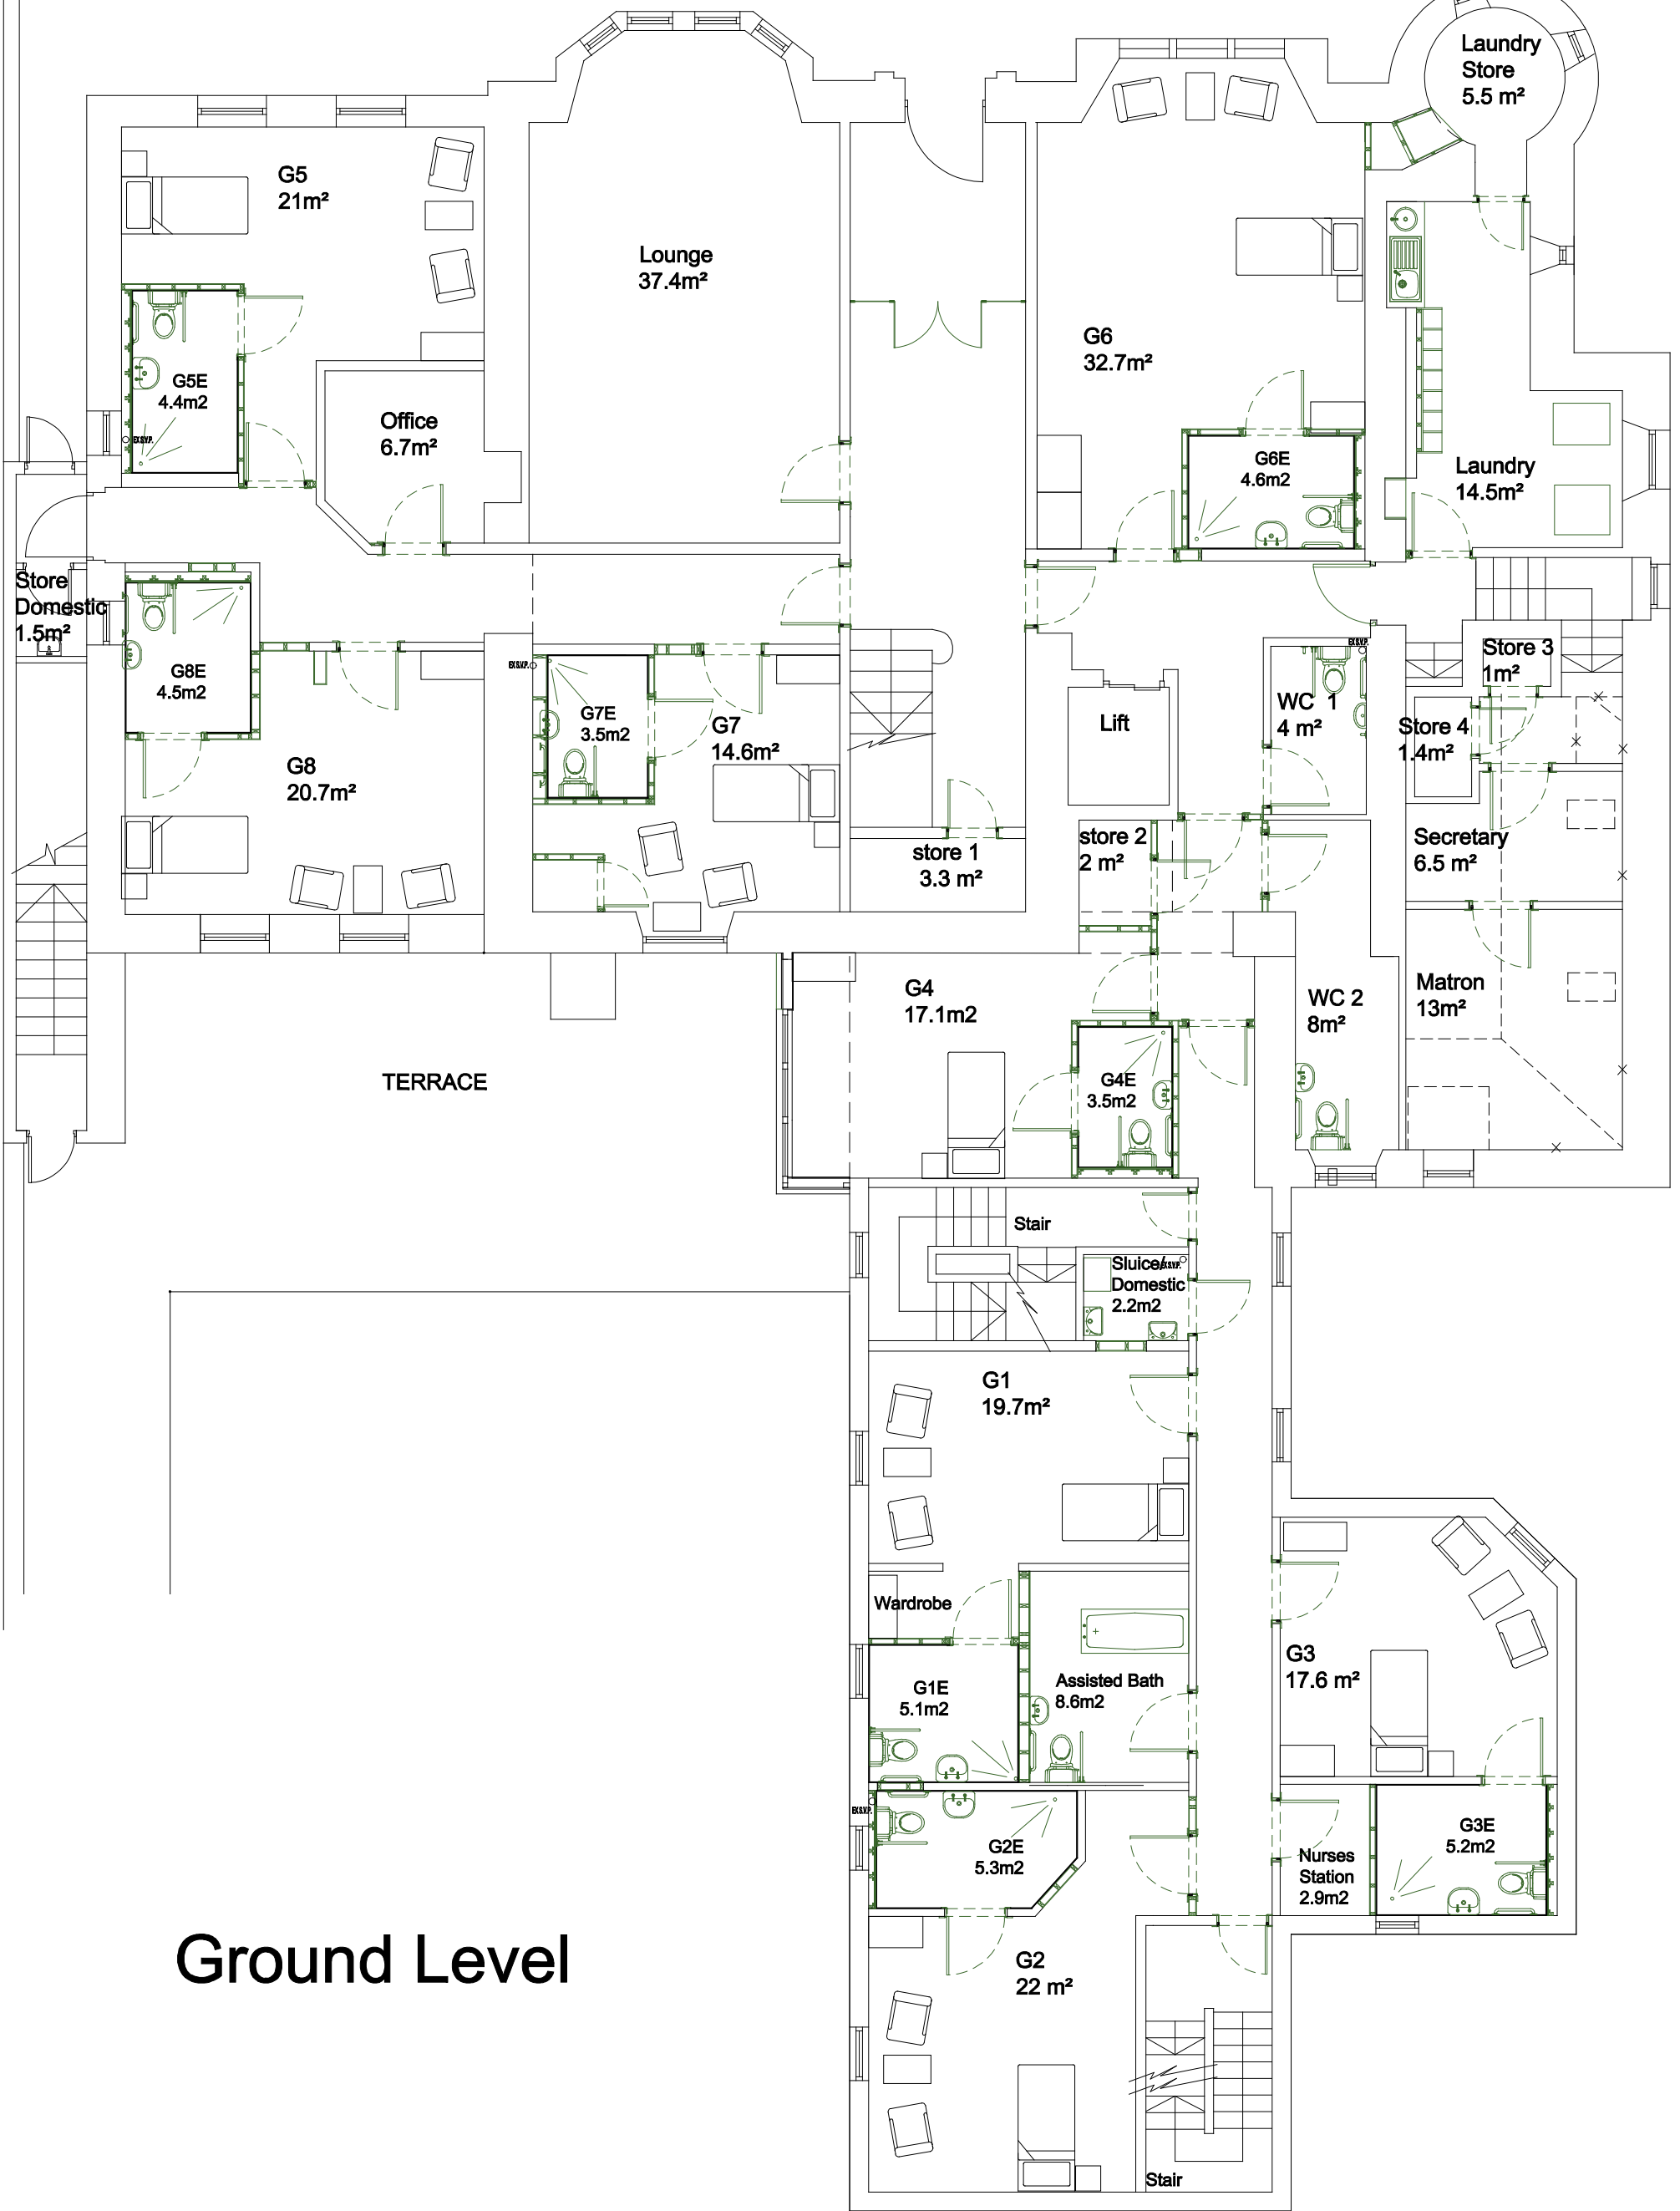 Laundry
Store
5.5 m²
G5
21m²
Lounge
37.4m²
G6
32.7m²
G5E
4.4m2
EX.S.V.P.
Office
6.7m²
G6E
4.6m2
Laundry
14.5m²
Store
Domestic
1.5m²
G8E
4.5m2
EX.S.V.P.
G7E
3.5m2
G7
14.6m²
G8
20.7m²
Lift
EX.S.V.P.
WC 1
4 m²
Store 3
1m²
Store 4
1.4m²
store 1
3.3 m²
store 2
2 m²
Secretary
6.5 m²
G4
17.1m2
WC 2
8m²
Matron
13m²
TERRACE
G4E
3.5m2
Stair
Sluice/
EX.S.V.P.
Domestic
2.2m2
G1
19.7m²
Wardrobe
G1E
5.1m2
Assisted Bath
8.6m2
G3
17.6 m²
EX.S.V.P.
G2E
5.3m2
G3E
5.2m2
Nurses
Station
2.9m2
Ground Level
G2
22 m²
Stair